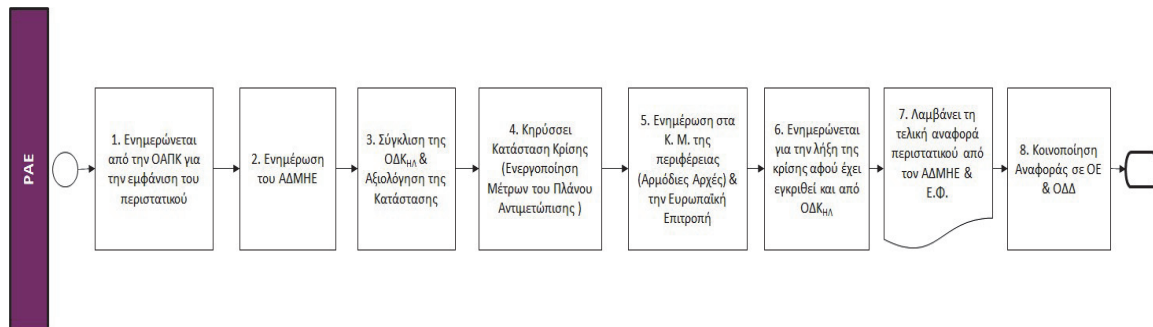 ΡΑΕ
1. Ενημερώνεται
από την ΟΑΠΚ για
την εμφάνιση του
περιστατικού
2. Ενημέρωση
του ΑΔΜΗΕ
3. Σύγκλιση της
ΟΔΚΗΛ &
Αξιολόγηση της
Κατάστασης
4. Κηρύσσει
Κατάσταση Κρίσης
(Ενεργοποίηση
Μέτρων του Πλάνου
Αντιμετώπισης )
5. Ενημέρωση στα
Κ. Μ. της
περιφέρειας
(Αρμόδιες Αρχές) &
την Ευρωπαϊκή
Επιτροπή
6. Ενημερώνεται
για την λήξη της
κρίσης αφού έχει
εγκριθεί και από
ΟΔΚΗΛ
7. Λαμβάνει τη
τελική αναφορά
περιστατικού από
τον ΑΔΜΗΕ &
Ε.Φ.
8. Κοινοποίηση
Αναφοράς σε ΟΕ
& ΟΔΔ